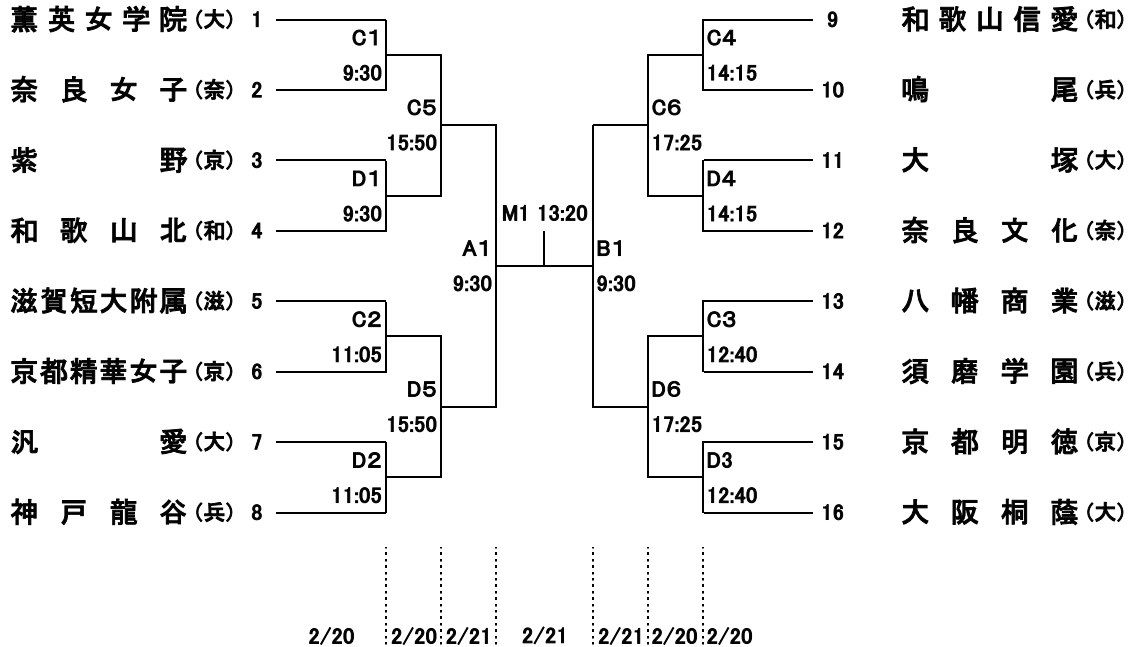 薫英女学院(大) 1 9 和歌山信愛(和)
C1 C4
9:30 14:15
奈良女子(奈) 2 10 鳴尾(兵)
C5 C6
15:50 17:25
紫野(京) 3 11 大塚(大)
D1 D4
9:30 M1 13:20 14:15
和歌山北(和) 4 12 奈良文化(奈)
A1 B1
9:30 9:30
滋賀短大附属(滋) 5 13 八幡商業(滋)
C2 C3
11:05 12:40
京都精華女子(京) 6 14 須磨学園(兵)
D5 D6
15:50 17:25
汎愛(大) 7 15 京都明徳(京)
D2 D3
11:05 12:40
神戸龍谷(兵) 8 16 大阪桐蔭(大)
2/20 2/20 2/21 2/21 2/21 2/20 2/20